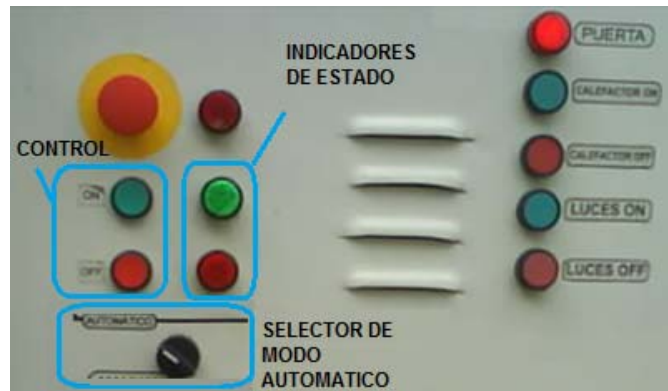 INDICADORES
DE ESTADO
PUERTA
CALEFACTOR ON
CONTROL
CALEFACTOR OFF
ON
LUCES ON
OFF
LUCES OFF
AUTOMÁTICO
SELECTOR DE
MODO
AUTOMATICO